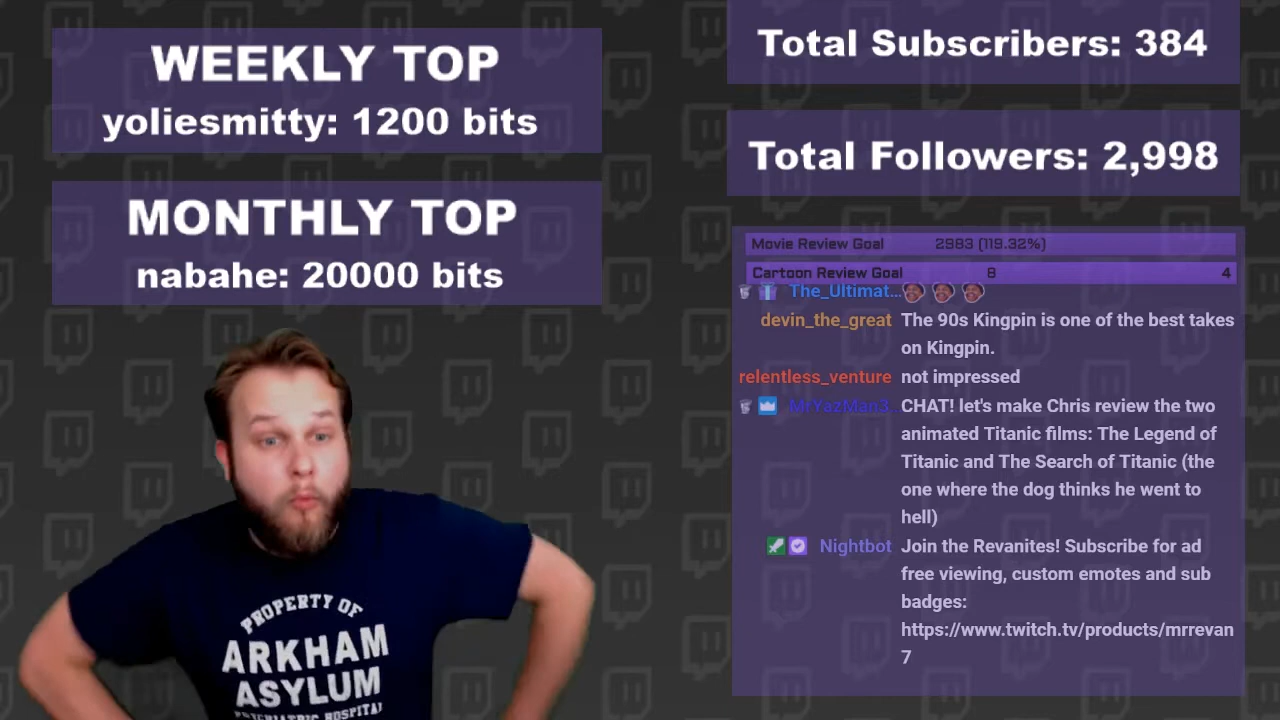 WEEKLY TOP
yoliesmitty: 1200 bits
MONTHLY TOP
nabahe: 20000 bits
Total Subscribers: 384
Total Followers: 2,998
Movie Review Goal 2983 (119.32%)
Cartoon Review Goal 8 4
The_Ultimat...
devin_the_great The 90s Kingpin is one of the best takes
on Kingpin.
relentless_venture not impressed
MrYazMan3... CHAT! let's make Chris review the two
animated Titanic films: The Legend of
Titanic and The Search of Titanic (the
one where the dog thinks he went to
hell)
Nightbot Join the Revanites! Subscribe for ad
free viewing, custom emotes and sub
badges:
https://www.twitch.tv/products/mrrevan
7
PROPERTY OF
ARKHAM
ASYLUM
PSYCHIATRIC HOSPITAL